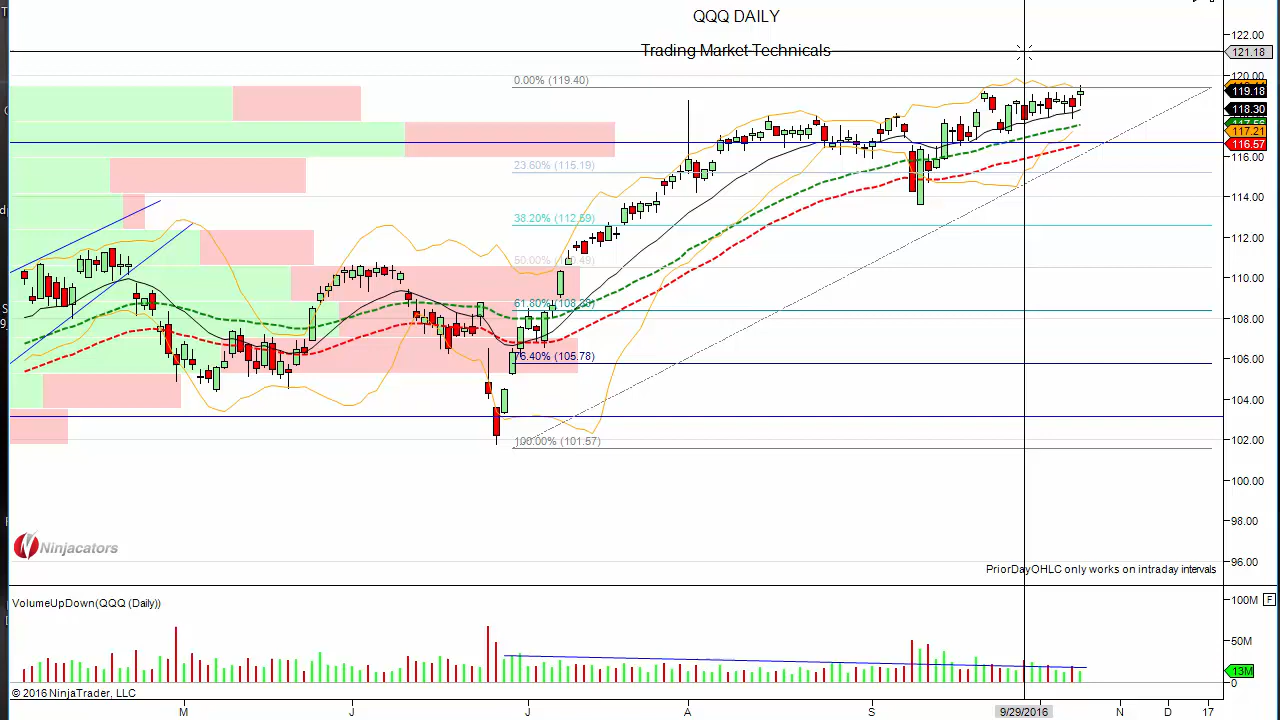 QQQ DAILY
Trading Market Technicals
122.00
121.18
120.00
119.18
118.30
117.21
116.57
116.00
114.00
112.00
110.00
108.00
106.00
104.00
102.00
100.00
98.00
96.00
0.00% (119.40)
23.60% (115.19)
38.20% (112.59)
61.80%
76.40% (105.78)
100.00% (101.57)
Ninjacators
PriorDayOHLC only works on intraday intervals
VolumeUpDown(QQQ (Daily))
100M
F
50M
13M
0
© 2016 NinjaTrader, LLC
M J J A S 9/29/2016 N D 17